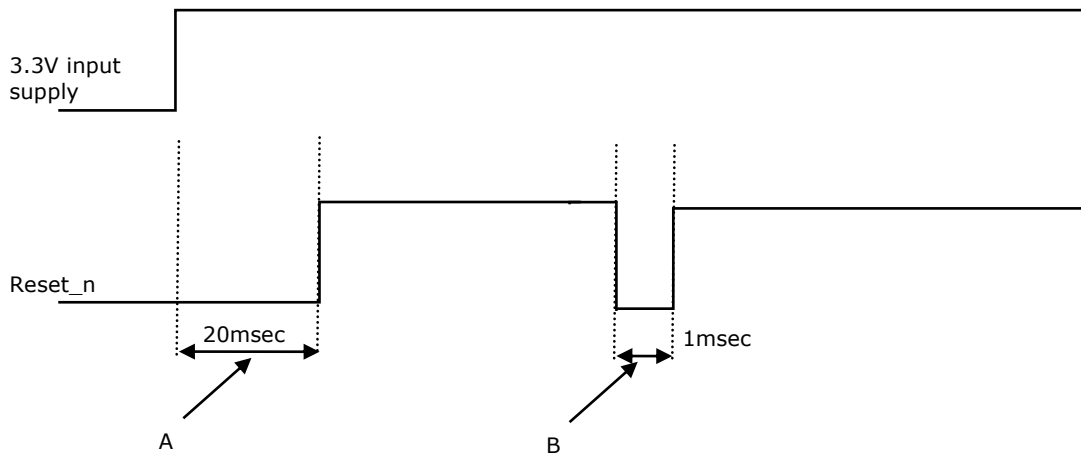 3.3V input
supply
Reset_n
20msec
1msec
A
B